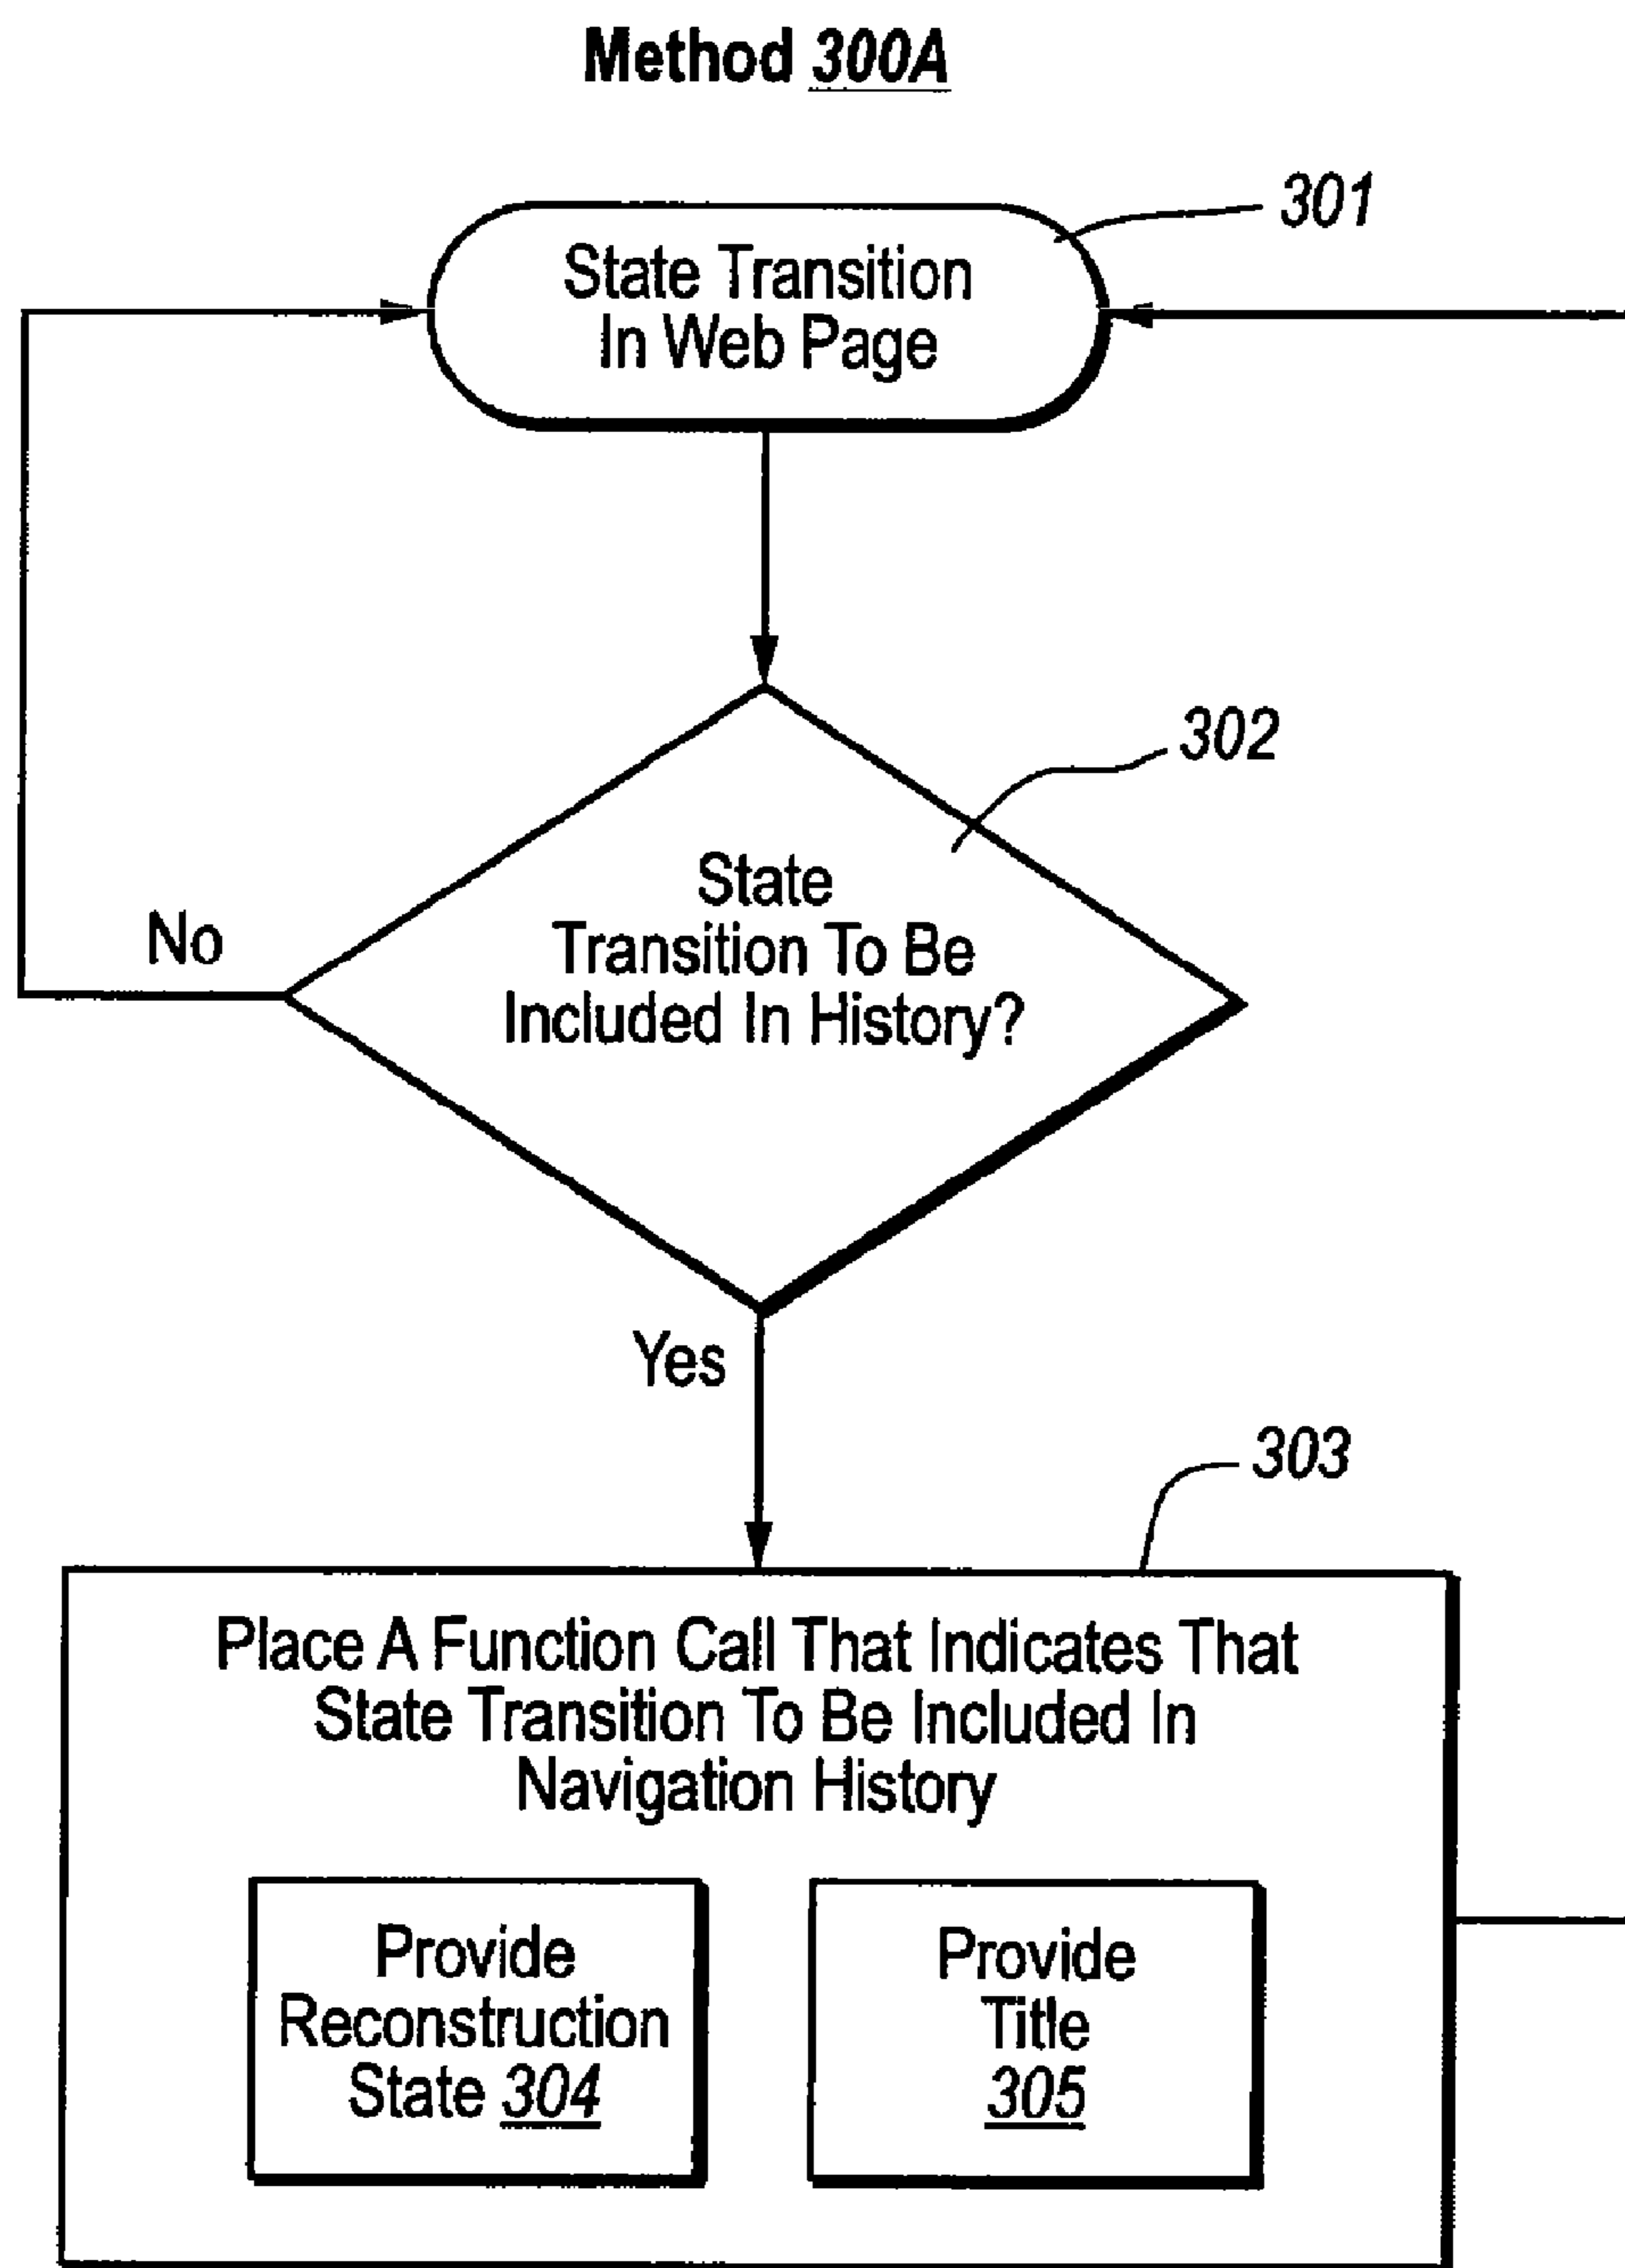 Method 300A
301
State Transition
In Web Page
302
State
Transition To Be
Included In History?
No
Yes
303
Place A Function Call That Indicates That
State Transition To Be Included In
Navigation History
Provide
Reconstruction
State 304
Provide
Title
305